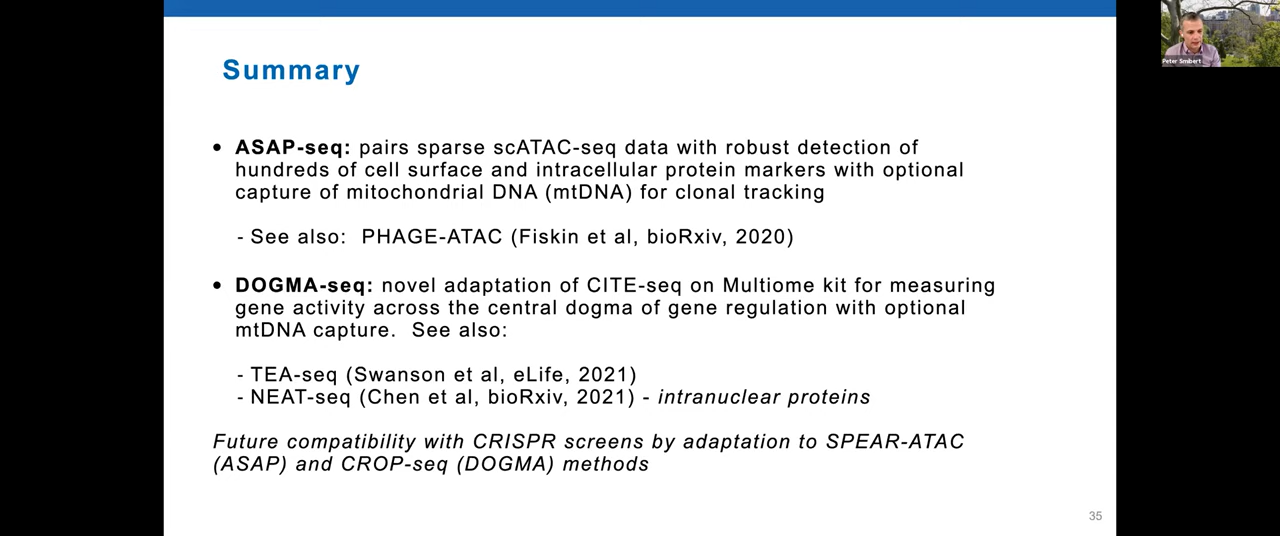 Summary
Peter Smibert
• ASAP-seq: pairs sparse scATAC-seq data with robust detection of
hundreds of cell surface and intracellular protein markers with optional
capture of mitochondrial DNA (mtDNA) for clonal tracking
- See also: PHAGE-ATAC (Fiskin et al, bioRxiv, 2020)
• DOGMA-seq: novel adaptation of CITE-seq on Multiome kit for measuring
gene activity across the central dogma of gene regulation with optional
mtDNA capture. See also:
- TEA-seq (Swanson et al, eLife, 2021)
- NEAT-seq (Chen et al, bioRxiv, 2021) - intranuclear proteins
Future compatibility with CRISPR screens by adaptation to SPEAR-ATAC
(ASAP) and CROP-seq (DOGMA) methods
35